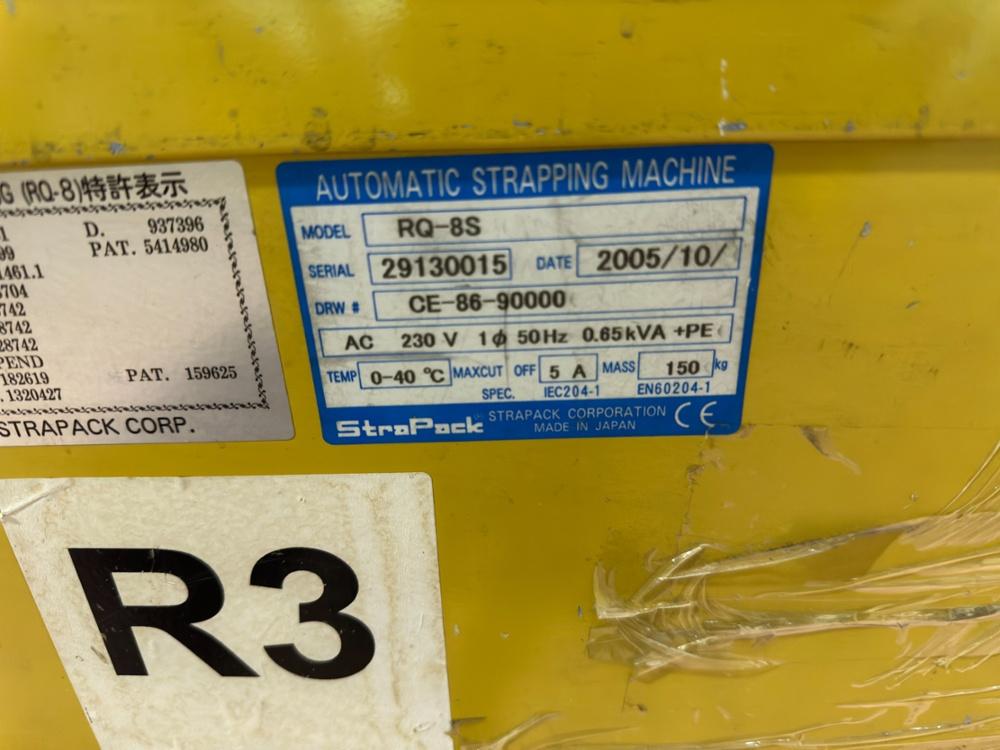 G (RQ-8)特許表示
1 D. 937396
99 PAT. 5414980
1461.1
3704
742
8742
28742
PEND
182619 PAT. 159625
.1320427
STRAPACK CORP.
AUTOMATIC STRAPPING MACHINE
MODEL RQ-8S
SERIAL 29130015 DATE 2005/10/
DRW # CE-86-90000
AC 230 V 1φ 50Hz 0.65kVA +PE
TEMP 0-40 ℃ MAXCUT OFF 5 A MASS 150 kg
SPEC. IEC204-1 EN60204-1
StraPack STRAPACK CORPORATION CE
MADE IN JAPAN
R3